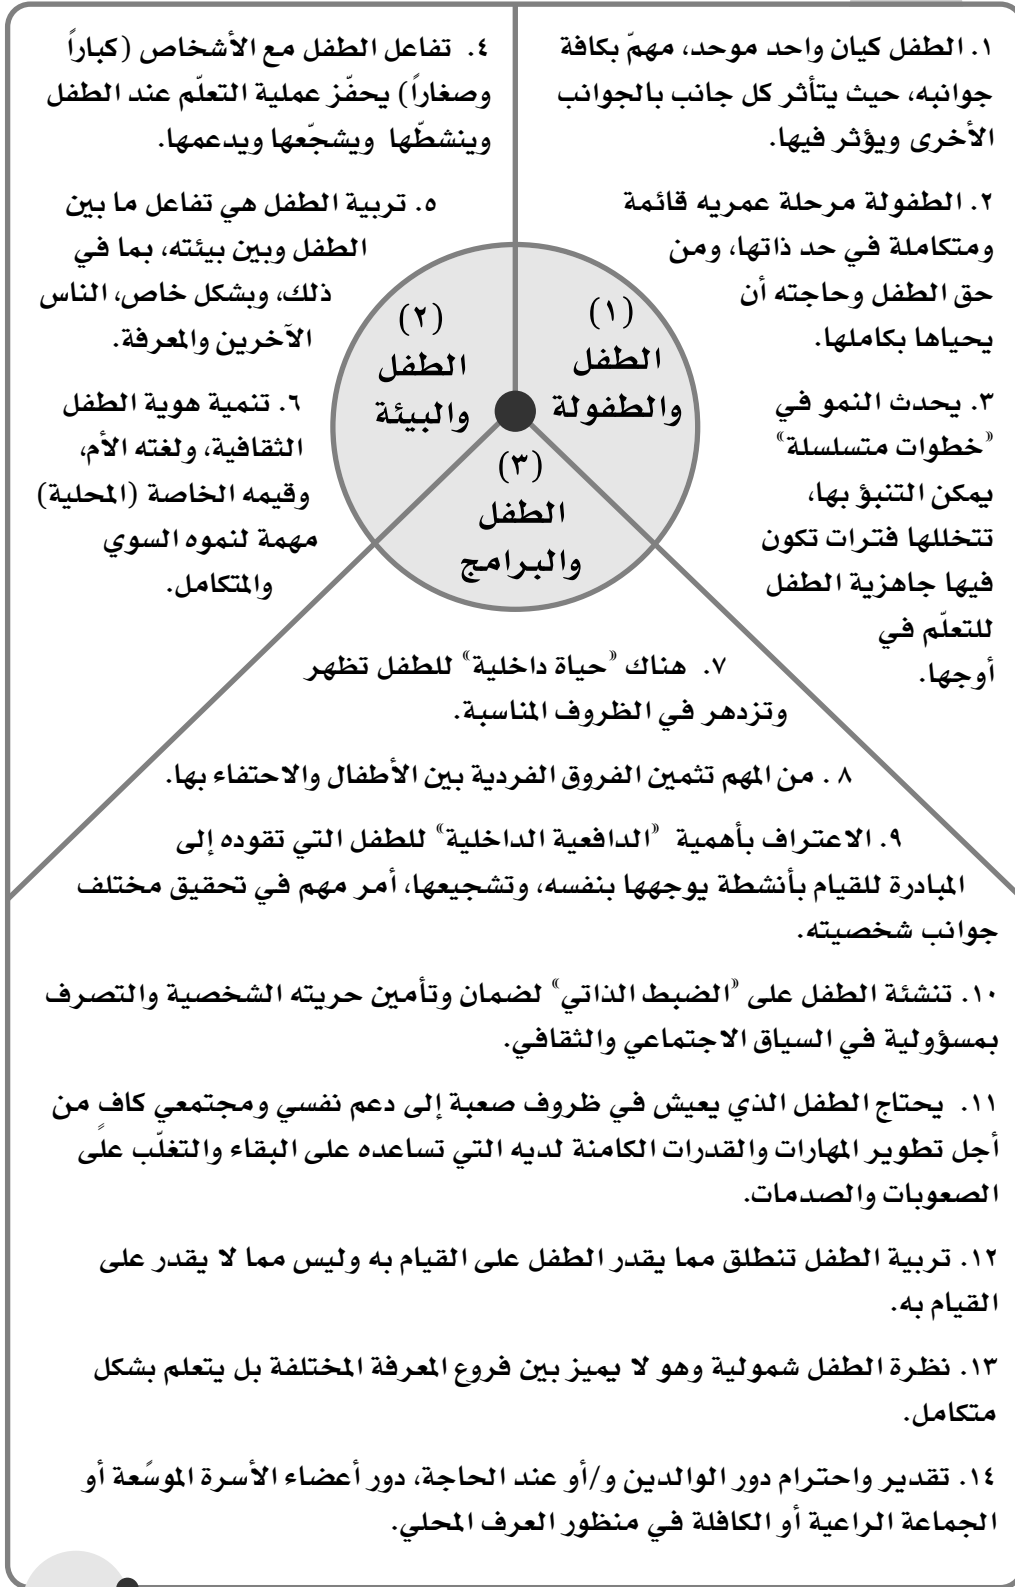 ١. الطفل كيان واحد موحد، مهمّ بكافة
جوانبه، حيث يتأثر كل جانب بالجوانب
الأخرى ويؤثر فيها.
٢. الطفولة مرحلة عمريه قائمة
ومتكاملة في حد ذاتها، ومن
حق الطفل وحاجته أن
يحياها بكاملها.
٣. يحدث النمو في
"خطوات متسلسلة"
يمكن التنبؤ بها،
تتخللها فترات تكون
فيها جاهزية الطفل
للتعلّم في
أوجها.
(١)
الطفل
والطفولة
٤. تفاعل الطفل مع الأشخاص (كباراً
وصغاراً) يحفّز عملية التعلّم عند الطفل
وينشطّها ويشجّعها ويدعمها.
٥. تربية الطفل هي تفاعل ما بين
الطفل وبين بيئته، بما في
ذلك، وبشكل خاص، الناس
الآخرين والمعرفة.
٦. تنمية هوية الطفل
الثقافية، ولغته الأم،
وقيمه الخاصة (المحلية)
مهمة لنموه السوي
والمتكامل.
(٢)
الطفل
والبيئة
(٣)
الطفل
والبرامج
٧. هناك "حياة داخلية" للطفل تظهر
وتزدهر في الظروف المناسبة.
٨ . من المهم تثمين الفروق الفردية بين الأطفال والاحتفاء بها.
٩. الاعتراف بأهمية "الدافعية الداخلية" للطفل التي تقوده إلى
المبادرة للقيام بأنشطة يوجهها بنفسه، وتشجيعها، أمر مهم في تحقيق مختلف
جوانب شخصيته.
١٠. تنشئة الطفل على "الضبط الذاتي" لضمان وتأمين حريته الشخصية والتصرف
بمسؤولية في السياق الاجتماعي والثقافي.
١١. يحتاج الطفل الذي يعيش في ظروف صعبة إلى دعم نفسي ومجتمعي كافٍ من
أجل تطوير المهارات والقدرات الكامنة لديه التي تساعده على البقاء والتغلّب على
الصعوبات والصدمات.
١٢. تربية الطفل تنطلق مما يقدر الطفل على القيام به وليس مما لا يقدر على
القيام به.
١٣. نظرة الطفل شمولية وهو لا يميز بين فروع المعرفة المختلفة بل يتعلم بشكل
متكامل.
١٤. تقدير واحترام دور الوالدين و/أو عند الحاجة، دور أعضاء الأسرة الموسَعة أو
الجماعة الراعية أو الكافلة في منظور العرف المحلي.